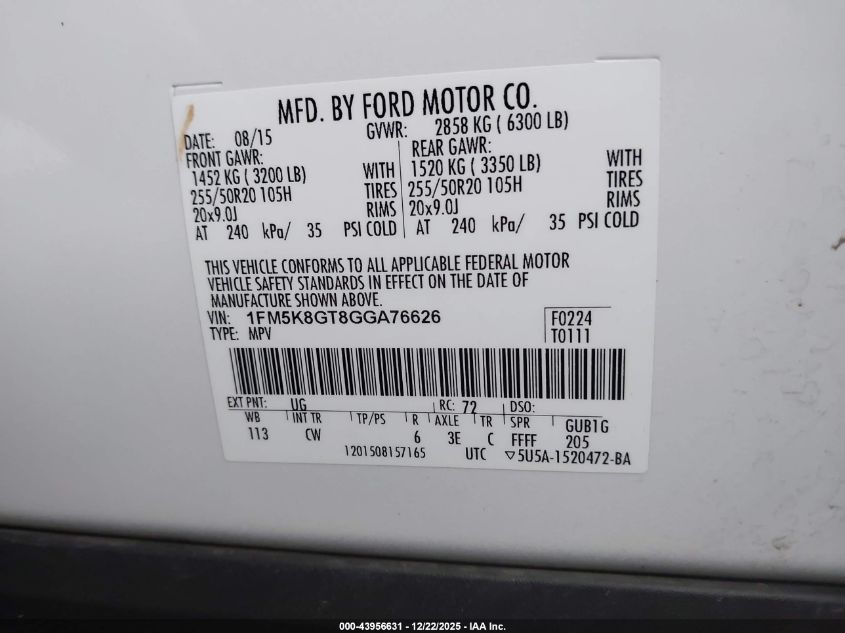 MFD. BY FORD MOTOR CO.
DATE: 08/15 GVWR: 2858 KG ( 6300 LB)
FRONT GAWR: REAR GAWR:
1452 KG ( 3200 LB) WITH 1520 KG ( 3350 LB) WITH
255/50R20 105H TIRES 255/50R20 105H TIRES
20x9.0J RIMS 20x9.0J RIMS
AT 240 kPa/ 35 PSI COLD AT 240 kPa/ 35 PSI COLD
THIS VEHICLE CONFORMS TO ALL APPLICABLE FEDERAL MOTOR
VEHICLE SAFETY STANDARDS IN EFFECT ON THE DATE OF
MANUFACTURE SHOWN ABOVE.
VIN: 1FM5K8GT8GGA76626 F0224
TYPE: MPV T0111
EXT PNT: UG RC: 72 DSO:
WB INT TR TP/PS R AXLE TR SPR GUB1G
113 CW 6 3E C FFFF 205
1201508157165 UTC ▽5U5A-1520472-BA
000-43956631 - 12/22/2025 - IAA Inc.